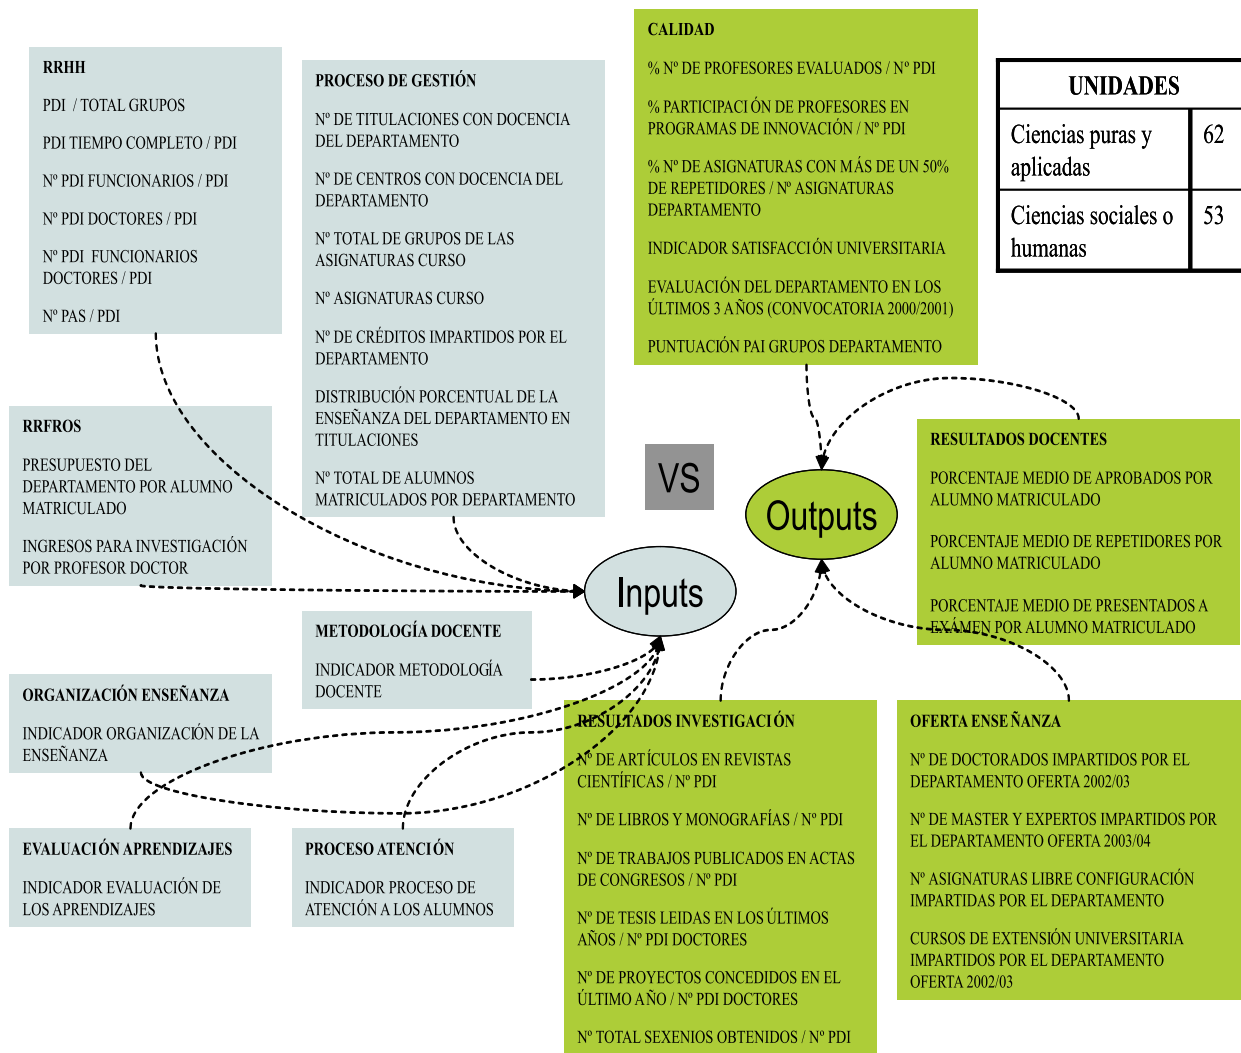 RRHH
PDI / TOTAL GRUPOS
PDI TIEMPO COMPLETO / PDI
Nº PDI FUNCIONARIOS / PDI
Nº PDI DOCTORES / PDI
Nº PDI FUNCIONARIOS
DOCTORES / PDI
Nº PAS / PDI
PROCESO DE GESTIÓN
Nº DE TITULACIONES CON DOCENCIA
DEL DEPARTAMENTO
Nº DE CENTROS CON DOCENCIA DEL
DEPARTAMENTO
Nº TOTAL DE GRUPOS DE LAS
ASIGNATURAS CURSO
Nº ASIGNATURAS CURSO
Nº DE CRÉDITOS IMPARTIDOS POR EL
DEPARTAMENTO
DISTRIBUCIÓN PORCENTUAL DE LA
ENSEÑANZA DEL DEPARTAMENTO EN
TITULACIONES
Nº TOTAL DE ALUMNOS
MATRICULADOS POR DEPARTAMENTO
CALIDAD
% Nº DE PROFESORES EVALUADOS / Nº PDI
% PARTICIPACIÓN DE PROFESORES EN
PROGRAMAS DE INNOVACIÓN / Nº PDI
% Nº DE ASIGNATURAS CON MÁS DE UN 50%
DE REPETIDORES / Nº ASIGNATURAS
DEPARTAMENTO
INDICADOR SATISFACCIÓN UNIVERSITARIA
EVALUACIÓN DEL DEPARTAMENTO EN LOS
ÚLTIMOS 3 AÑOS (CONVOCATORIA 2000/2001)
PUNTUACIÓN PAI GRUPOS DEPARTAMENTO
UNIDADES
Ciencias puras y 62
aplicadas
Ciencias sociales o 53
humanas
RRFROS
PRESUPUESTO DEL
DEPARTAMENTO POR ALUMNO
MATRICULADO
INGRESOS PARA INVESTIGACIÓN
POR PROFESOR DOCTOR
VS
Outputs
Inputs
RESULTADOS DOCENTES
PORCENTAJE MEDIO DE APROBADOS POR
ALUMNO MATRICULADO
PORCENTAJE MEDIO DE REPETIDORES POR
ALUMNO MATRICULADO
PORCENTAJE MEDIO DE PRESENTADOS A
EXÁMEN POR ALUMNO MATRICULADO
METODOLOGÍA DOCENTE
INDICADOR METODOLOGÍA
DOCENTE
ORGANIZACIÓN ENSEÑANZA
INDICADOR ORGANIZACIÓN DE LA
ENSEÑANZA
EVALUACIÓN APRENDIZAJES
INDICADOR EVALUACIÓN DE
LOS APRENDIZAJES
PROCESO ATENCIÓN
INDICADOR PROCESO DE
ATENCIÓN A LOS ALUMNOS
RESULTADOS INVESTIGACIÓN
Nº DE ARTÍCULOS EN REVISTAS
CIENTÍFICAS / Nº PDI
Nº DE LIBROS Y MONOGRAFÍAS / Nº PDI
Nº DE TRABAJOS PUBLICADOS EN ACTAS
DE CONGRESOS / Nº PDI
Nº DE TESIS LEIDAS EN LOS ÚLTIMOS
AÑOS / Nº PDI DOCTORES
Nº DE PROYECTOS CONCEDIDOS EN EL
ÚLTIMO AÑO / Nº PDI DOCTORES
Nº TOTAL SEXENIOS OBTENIDOS / Nº PDI
OFERTA ENSEÑANZA
Nº DE DOCTORADOS IMPARTIDOS POR EL
DEPARTAMENTO OFERTA 2002/03
Nº DE MASTER Y EXPERTOS IMPARTIDOS POR
EL DEPARTAMENTO OFERTA 2003/04
Nº ASIGNATURAS LIBRE CONFIGURACIÓN
IMPARTIDAS POR EL DEPARTAMENTO
CURSOS DE EXTENSIÓN UNIVERSITARIA
IMPARTIDOS POR EL DEPARTAMENTO
OFERTA 2002/03